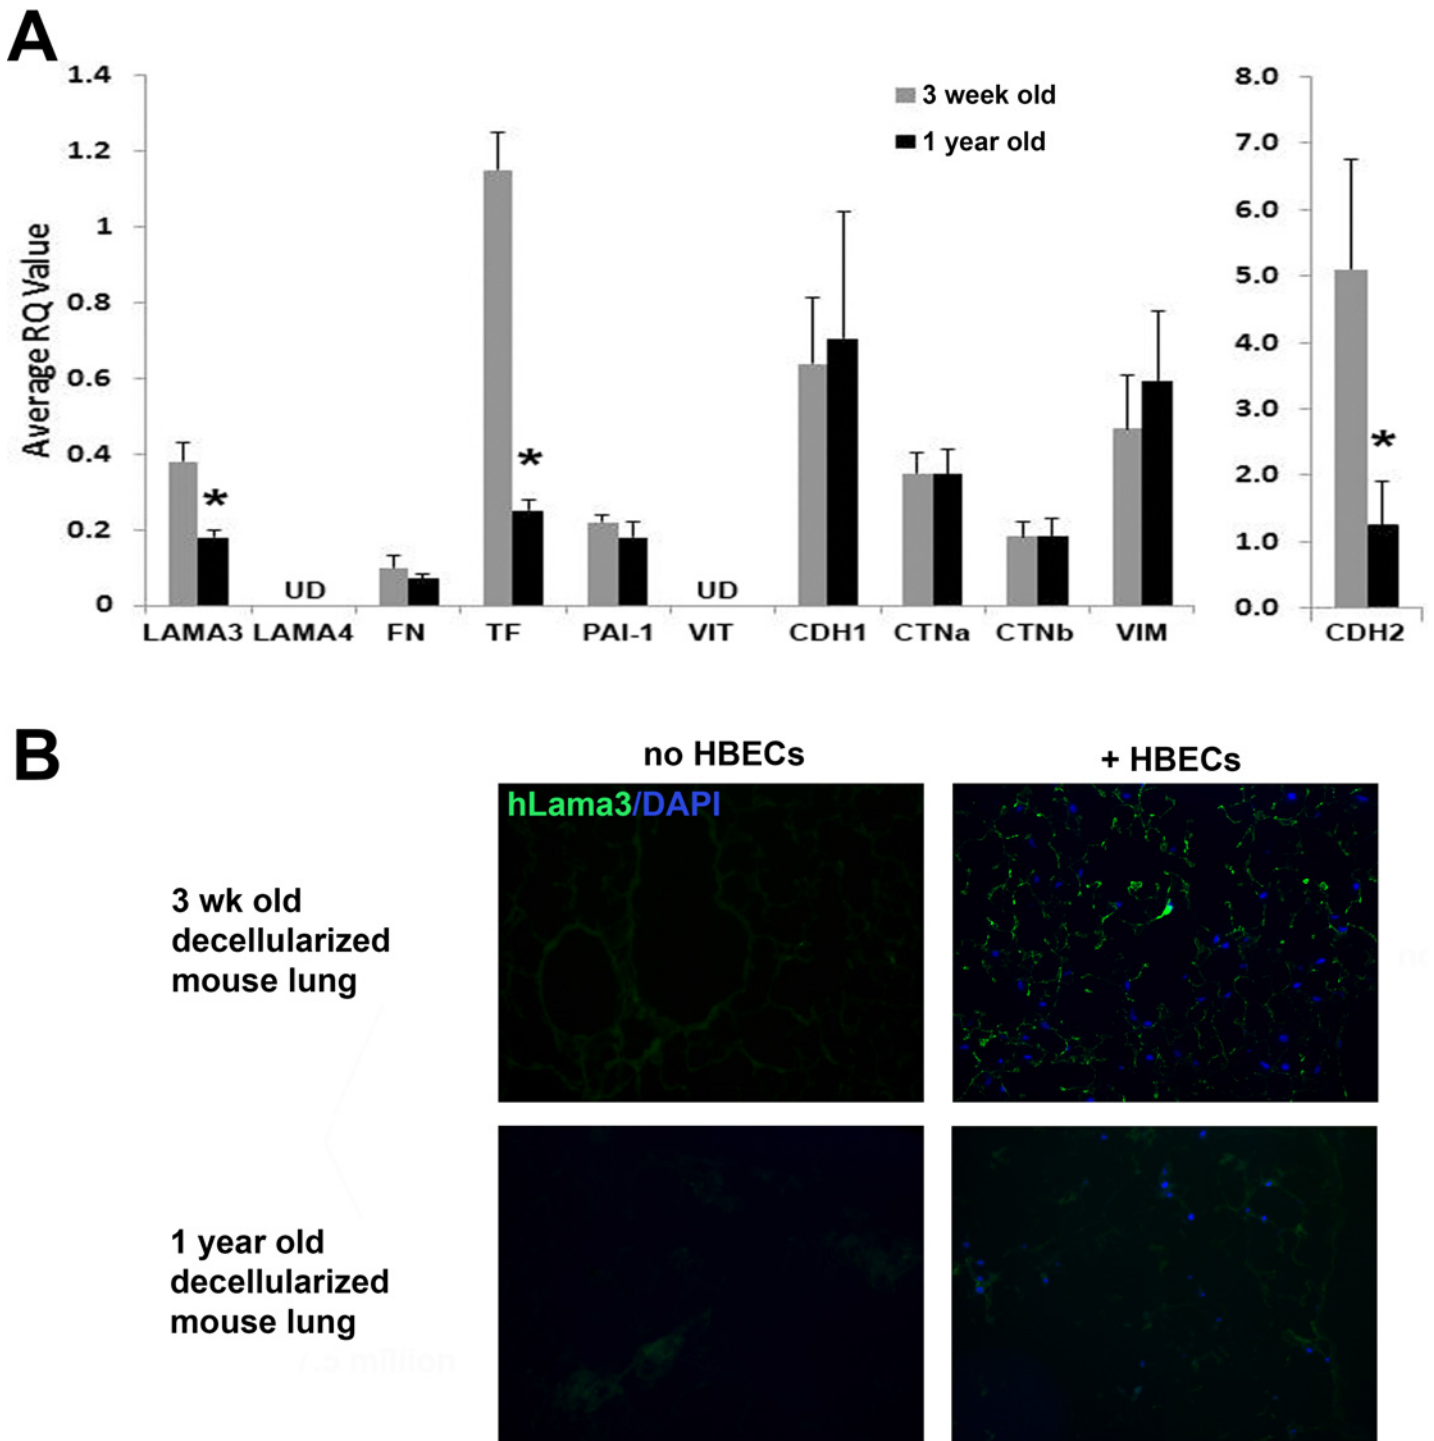 A
1.4
1.2
1
0.8
0.6
0.4
0.2
0
Average RQ Value
3 week old
1 year old
*
UD
*
UD
LAMA3 LAMA4 FN TF PAI-1 VIT CDH1 CTNa CTNb VIM
8.0
7.0
6.0
5.0
4.0
3.0
2.0
1.0
0.0
*
CDH2
B
no HBECs
+ HBECs
hLama3/DAPI
3 wk old
decellularized
mouse lung
1 year old
decellularized
mouse lung